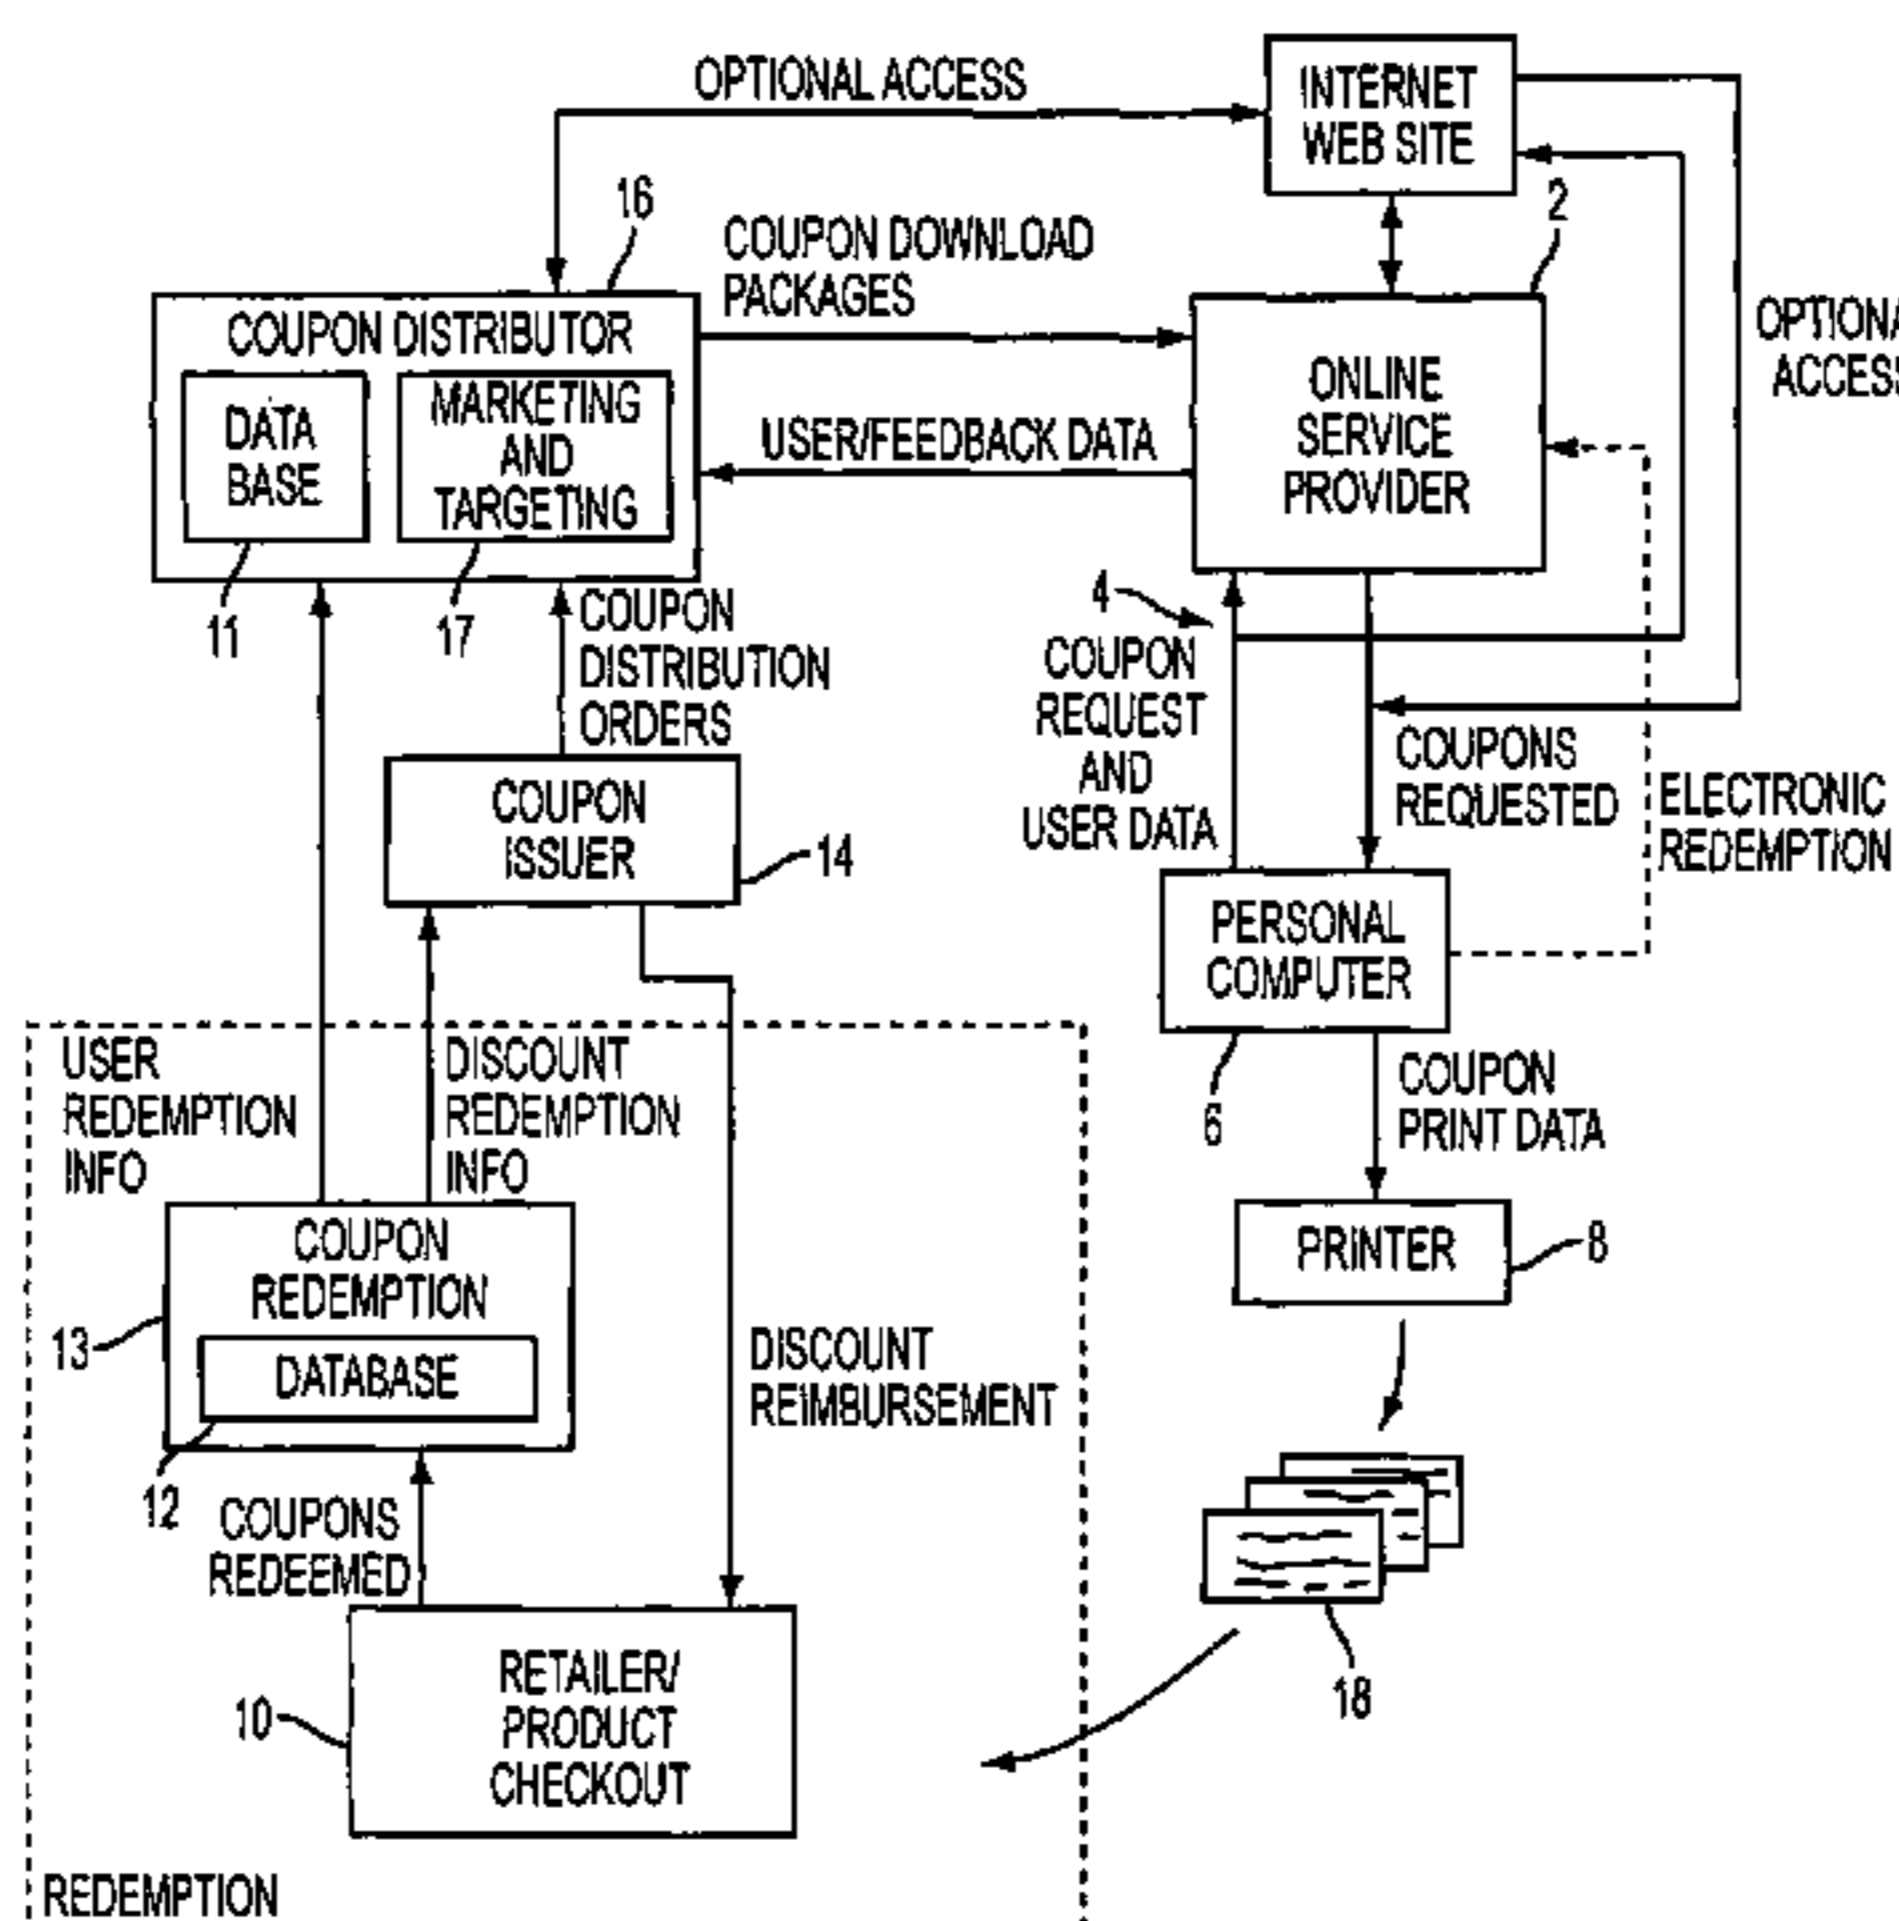 OPTIONAL ACCESS
INTERNET
WEB SITE
16
COUPON DOWNLOAD
PACKAGES
2
COUPON DISTRIBUTOR
DATA
BASE
MARKETING
AND
TARGETING
USER/FEEDBACK DATA
ONLINE
SERVICE
PROVIDER
OPTIONA
ACCES
11
17
COUPON
DISTRIBUTION
ORDERS
4
COUPON
REQUEST
AND
USER DATA
COUPONS
REQUESTED
ELECTRONIC
REDEMPTION
COUPON
ISSUER
14
PERSONAL
COMPUTER
6
USER
REDEMPTION
INFO
DISCOUNT
REDEMPTION
INFO
COUPON
PRINT DATA
PRINTER
8
COUPON
REDEMPTION
DATABASE
13
12
DISCOUNT
REIMBURSEMENT
COUPONS
REDEEMED
18
10
RETAILER/
PRODUCT
CHECKOUT
REDEMPTION